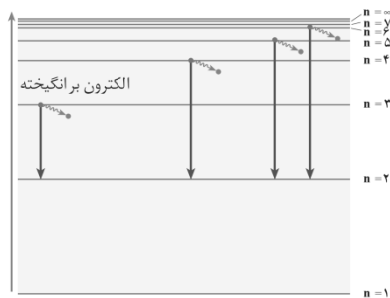 n = ∞
n = ۷
n = ۶
n = ۵
n = ۴
الکترون برانگیخته
n = ۳
n = ۲
n = ۱